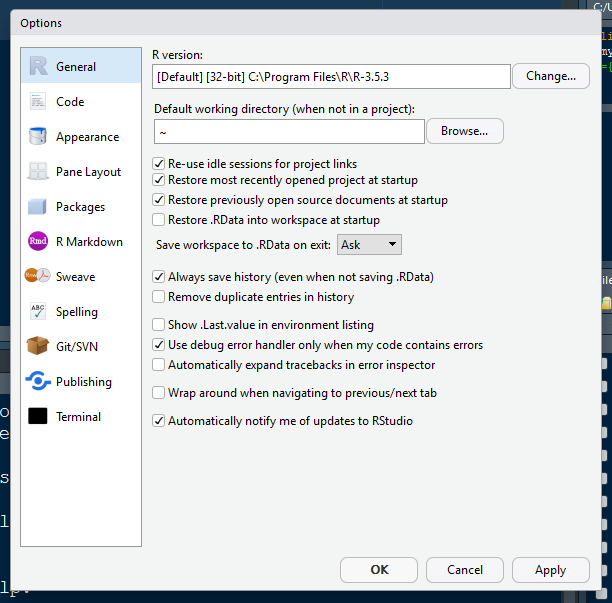 Options
General
Code
Appearance
Pane Layout
Packages
Rmd
R Markdown
Sweave
ABC
Spelling
Git/SVN
Publishing
Terminal
R version:
[Default] [32-bit] C:\Program Files\R\R-3.5.3
Change...
Default working directory (when not in a project):
~
Browse...
Re-use idle sessions for project links
Restore most recently opened project at startup
Restore previously open source documents at startup
Restore .RData into workspace at startup
Save workspace to .RData on exit: Ask
Always save history (even when not saving .RData)
Remove duplicate entries in history
Show .Last.value in environment listing
Use debug error handler only when my code contains errors
Automatically expand tracebacks in error inspector
Wrap around when navigating to previous/next tab
Automatically notify me of updates to RStudio
OK Cancel Apply